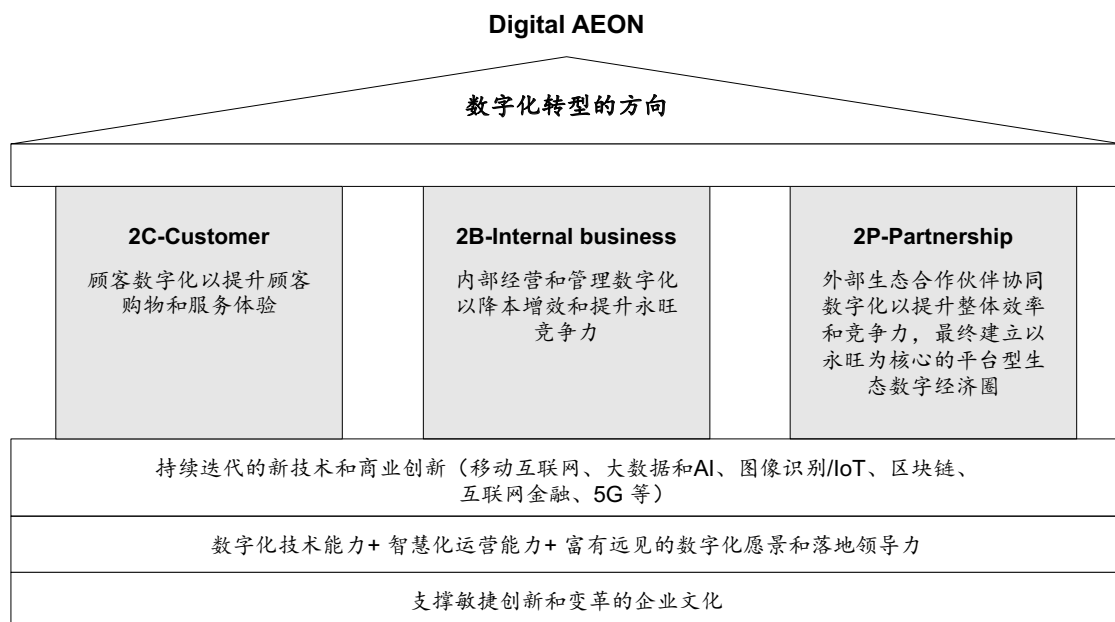 Digital AEON
数字化转型的方向
2C-Customer
顾客数字化以提升顾客
购物和服务体验
2B-Internal business
内部经营和管理数字化
以降本增效和提升永旺
竞争力
2P-Partnership
外部生态合作伙伴协同
数字化以提升整体效率
和竞争力，最终建立以
永旺为核心的平台型生
态数字经济圈
持续迭代的新技术和商业创新（移动互联网、大数据和AI、图像识别/IoT、区块链、
互联网金融、5G 等）
数字化技术能力+ 智慧化运营能力+ 富有远见的数字化愿景和落地领导力
支撑敏捷创新和变革的企业文化